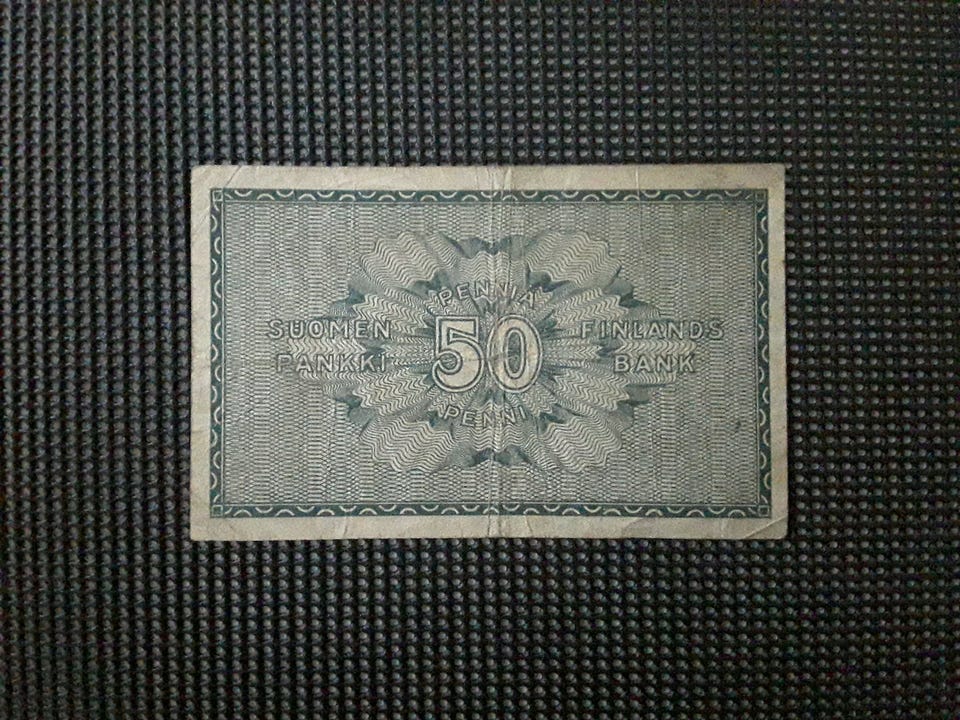 PENNIÄ
SUOMEN
PANKKI
50
FINLANDS
BANK
PENNI